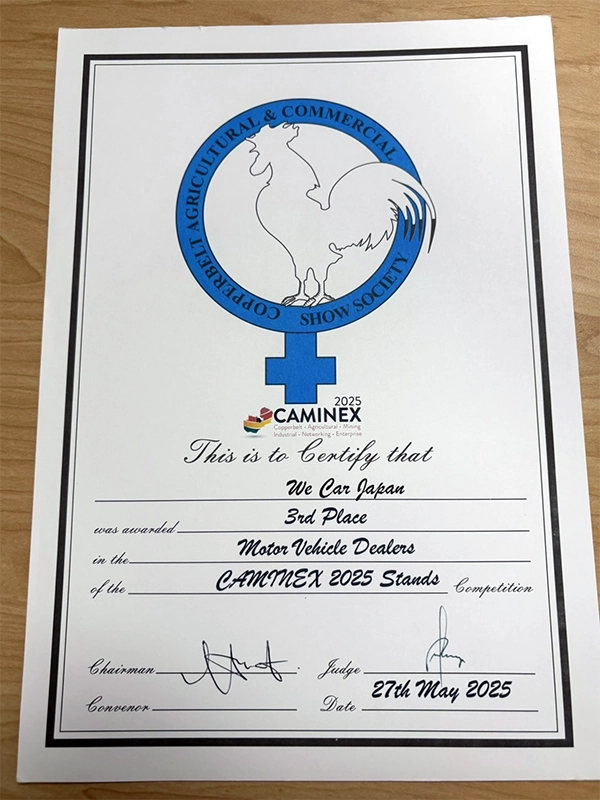 COPPERBELT AGRICULTURAL & COMMERCIAL
SHOW SOCIETY
2025
CAMINEX
Copperbelt - Agricultural - Mining
Industrial - Networking - Enterprise
This is to Certify that
We Car Japan
was awarded 3rd Place
in the Motor Vehicle Dealers
of the CAMINEX 2025 Stands Competition
Chairman Judge
Convenor Date 27th May 2025